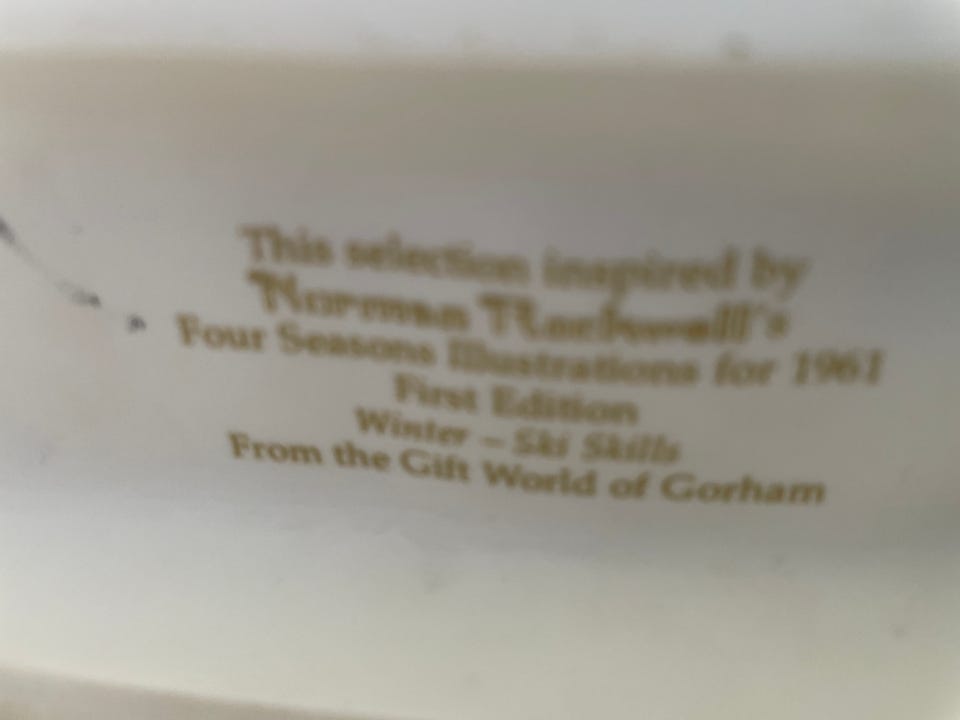 This selection inspired by
Norman Rockwell's
Four Seasons Illustrations for 1961
First Edition
Winter – Ski Skills
From the Gift World of Gorham